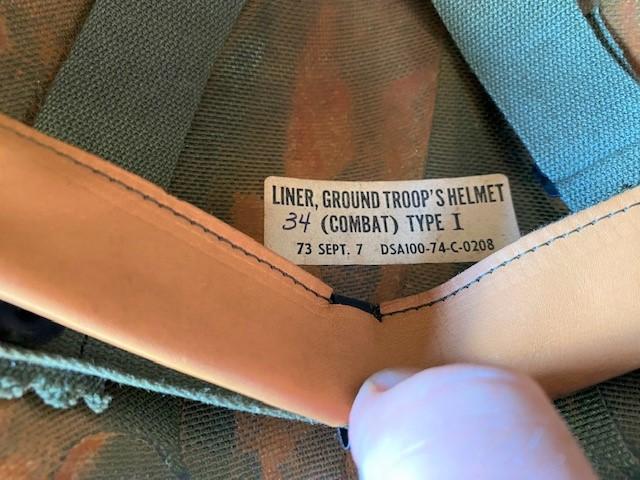 LINER, GROUND TROOP'S HELMET
34 (COMBAT) TYPE I
73 SEPT. 7 DSA100-74-C-0208